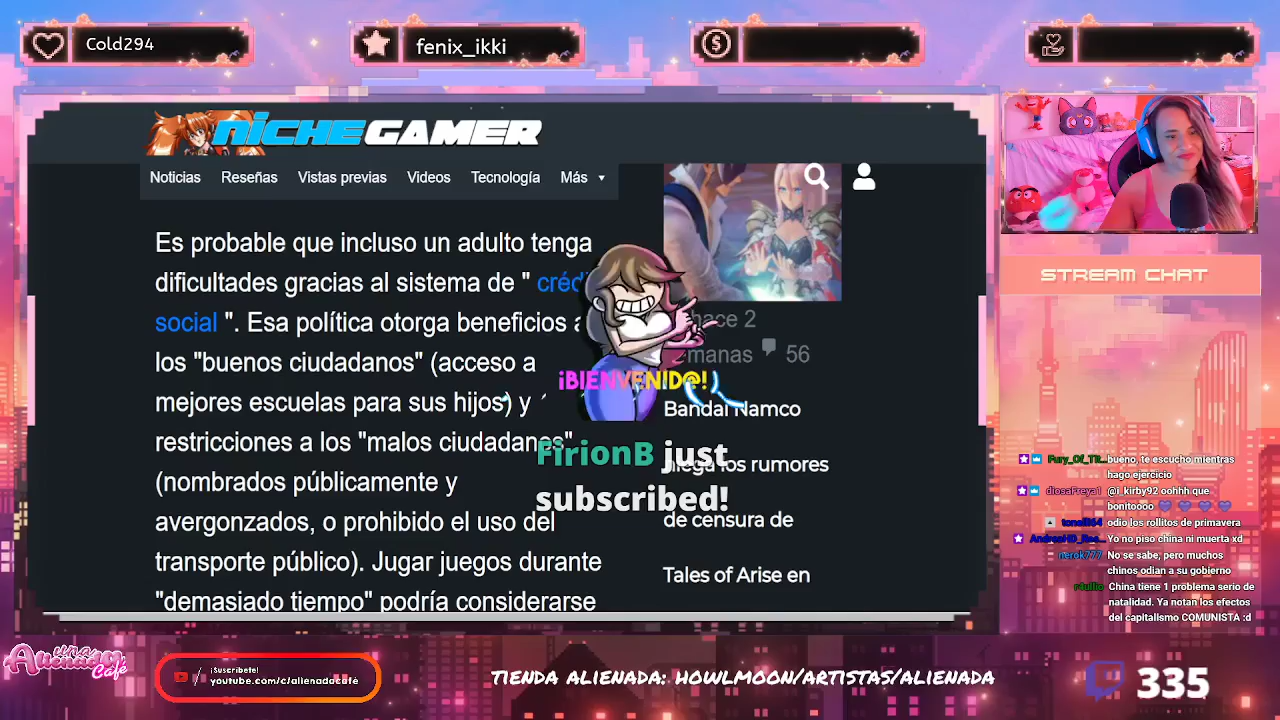 Cold294
fenix_ikki
NICHEGAMER
Noticias Reseñas Vistas previas Videos Tecnología Más
Es probable que incluso un adulto tenga
dificultades gracias al sistema de "
social ". Esa política otorga beneficios
los "buenos ciudadanos" (acceso a
mejores escuelas para sus hijos) y
restricciones a los "malos ciudadanos"
(nombrados públicamente y
avergonzados, o prohibido el uso del
transporte público). Jugar juegos durante
"demasiado tiempo" podría considerarse
hace 2
56
Bandai Namco
los rumores
de censura de
Tales of Arise en
¡BIENVENID@!
FirionB just
subscribed!
STREAM CHAT
bueno, te escucho mientras
hago ejercicio
diosaFreya1 @i_kirby92 oohhh que
bonitoooo
tonelli64 odio los rollitos de primavera
Yo no piso china ni muerta xd
nerok777 No se sabe, pero muchos
chinos odian a su gobierno
China tiene 1 problema serio de
natalidad. Ya notan los efectos
del capitalismo COMUNISTA :d
Alienado
Café
¡Suscríbete!
youtube.com/c/alienadocafé
TIENDA ALIENADA: HOWLMOON/ARTISTAS/ALIENADA
335